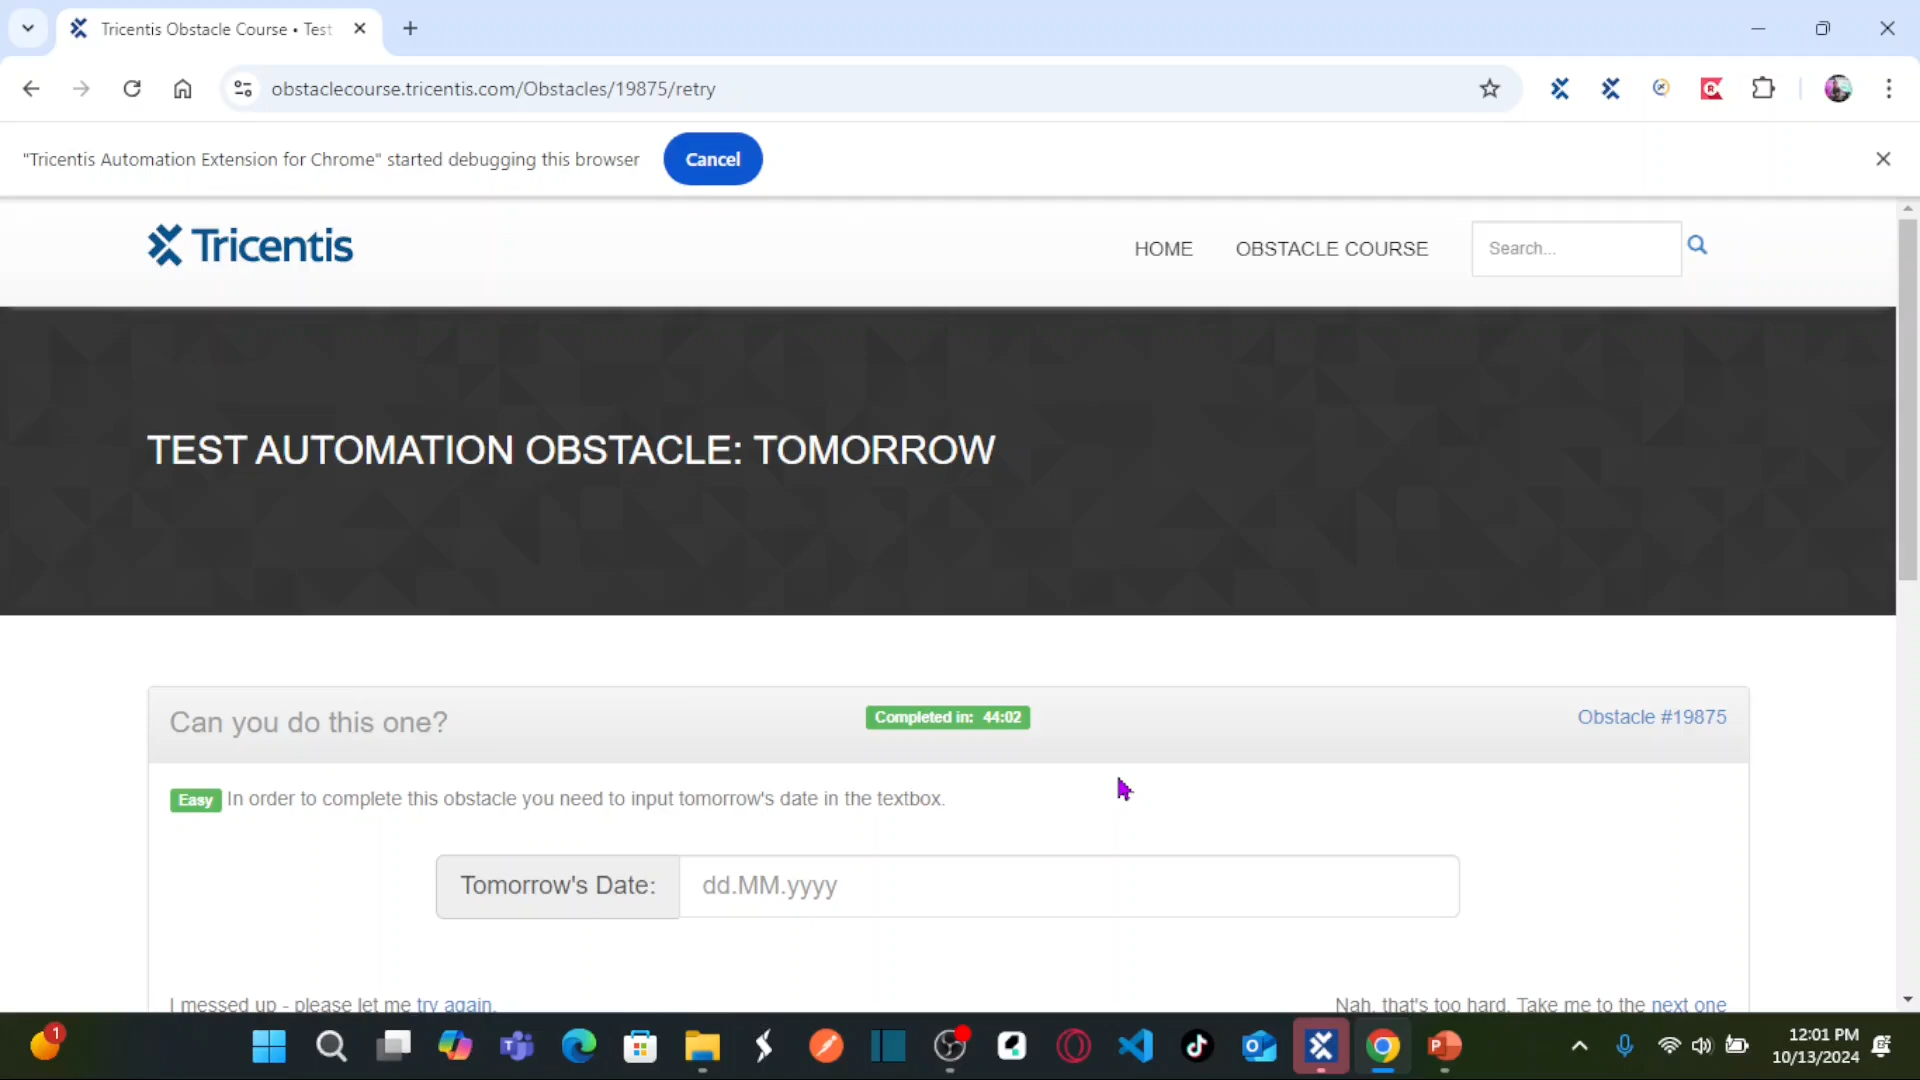 Tricentis Obstacle Course • Test
obstaclecourse.tricentis.com/Obstacles/19875/retry
"Tricentis Automation Extension for Chrome" started debugging this browser
Cancel
Tricentis
HOME
OBSTACLE COURSE
Search...
TEST AUTOMATION OBSTACLE: TOMORROW
Can you do this one?
Completed in: 44:02
Obstacle #19875
Easy In order to complete this obstacle you need to input tomorrow's date in the textbox.
Tomorrow's Date:
dd.MM.yyyy
I messed up - please let me try again.
Nah, that's too hard. Take me to the next one
1
12:01 PM
10/13/2024